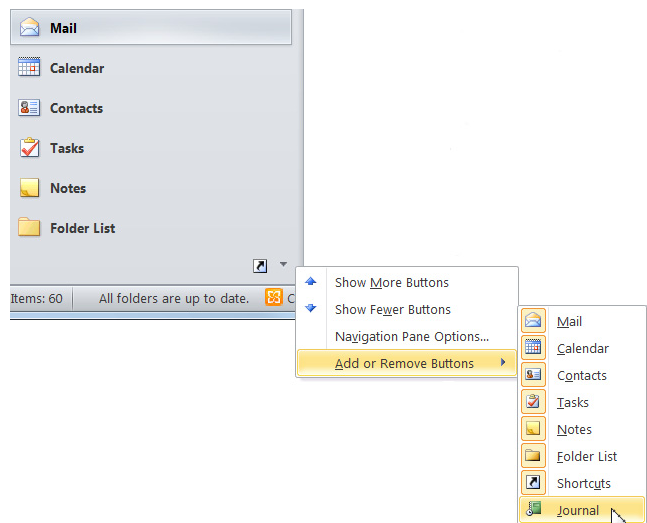 Mail
Calendar
Contacts
Tasks
Notes
Folder List
Items: 60
All folders are up to date.
C
Show More Buttons
Show Fewer Buttons
Navigation Pane Options...
Add or Remove Buttons
Mail
Calendar
Contacts
Tasks
Notes
Folder List
Shortcuts
Journal